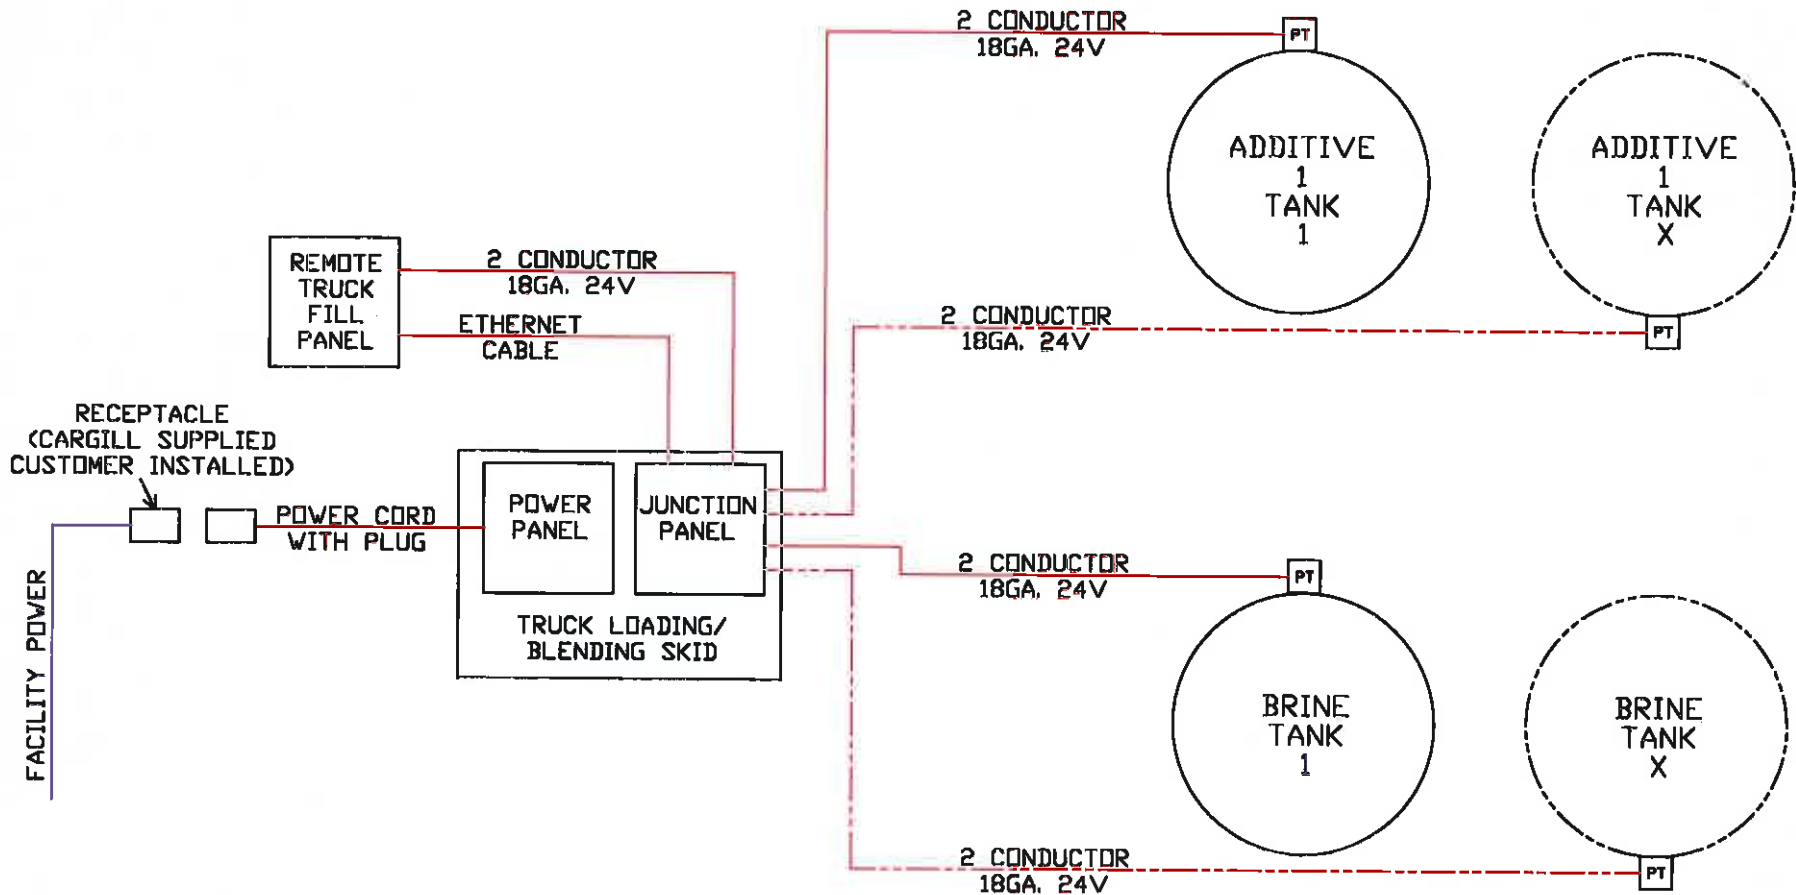 2 CONDUCTOR
18GA. 24V
PT
ADDITIVE
1
TANK
1
ADDITIVE
1
TANK
X
REMOTE
TRUCK
FILL
PANEL
2 CONDUCTOR
18GA. 24V
ETHERNET
CABLE
2 CONDUCTOR
18GA. 24V
PT
RECEPTACLE
(CARGILL SUPPLIED
CUSTOMER INSTALLED)
POWER CORD
WITH PLUG
POWER
PANEL
JUNCTION
PANEL
TRUCK LOADING/
BLENDING SKID
FACILITY POWER
2 CONDUCTOR
18GA. 24V
PT
BRINE
TANK
1
BRINE
TANK
X
2 CONDUCTOR
18GA. 24V
PT